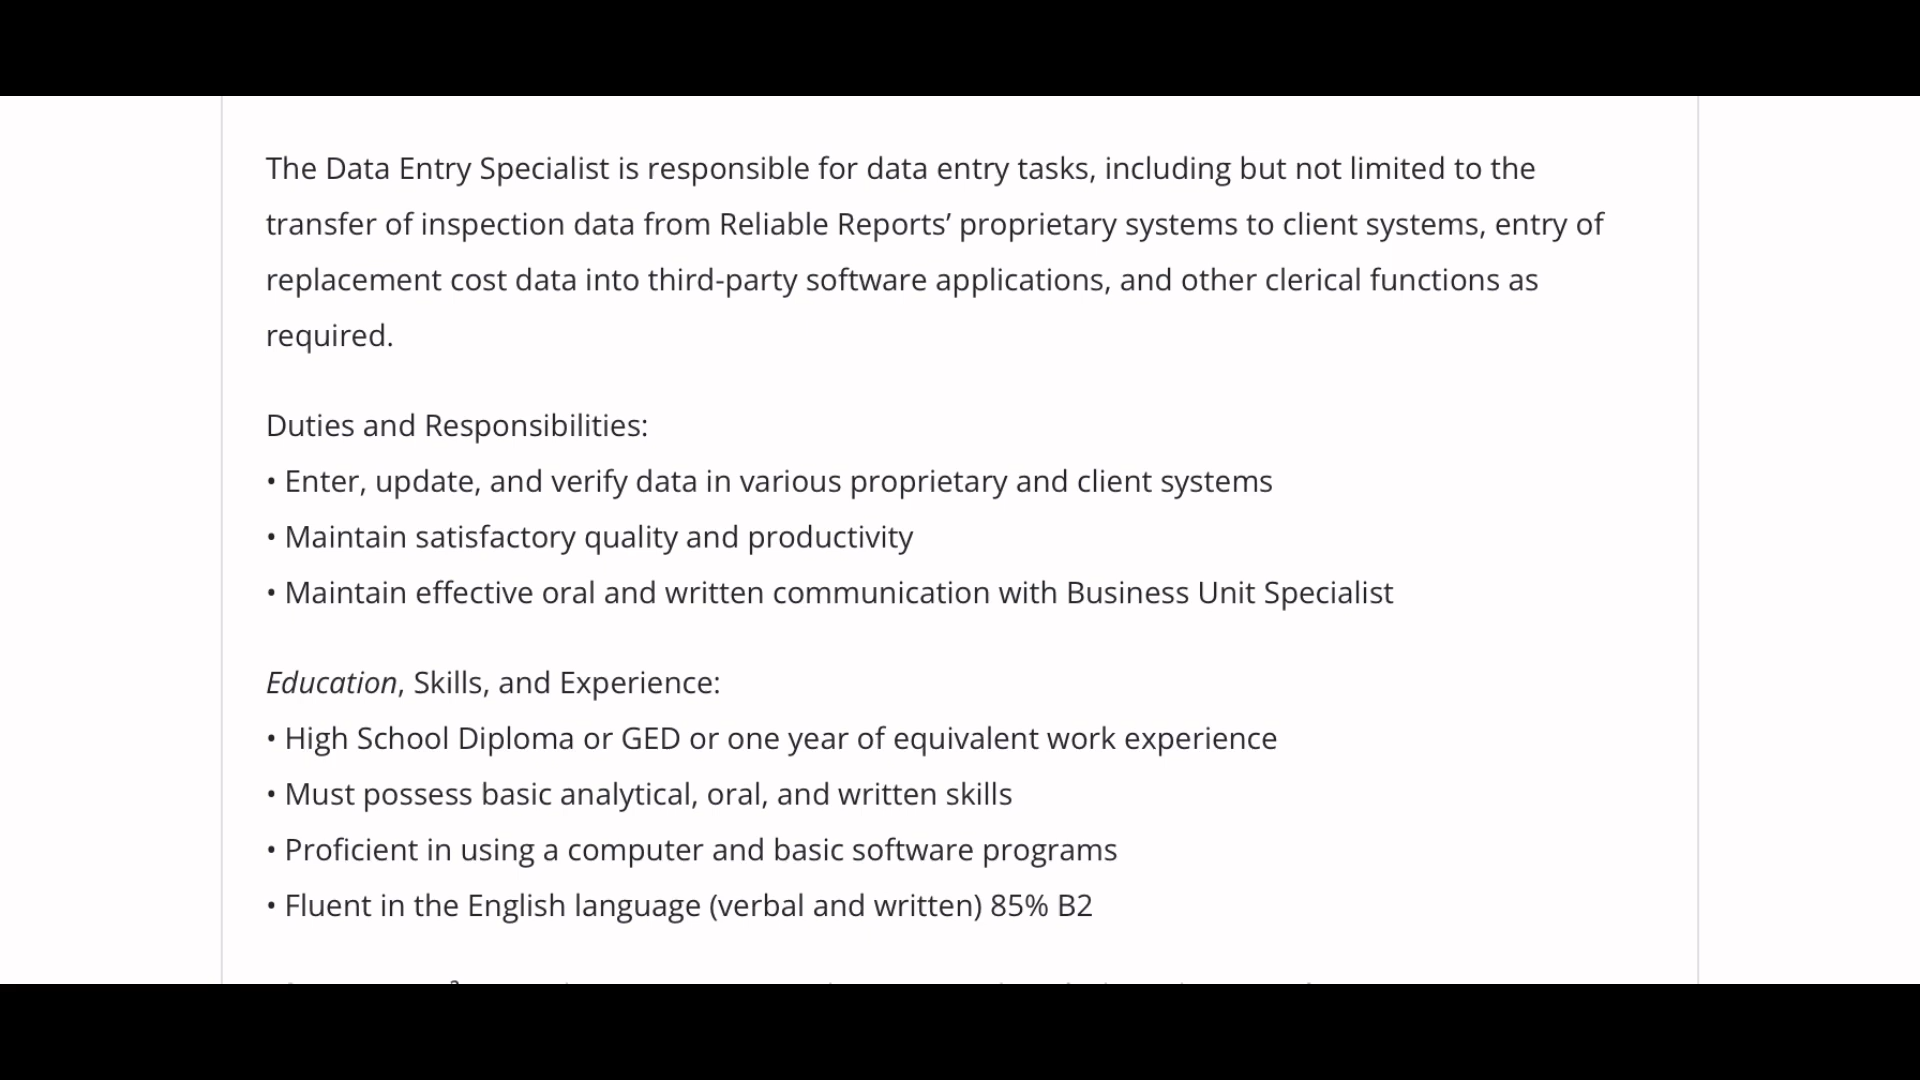 The Data Entry Specialist is responsible for data entry tasks, including but not limited to the
transfer of inspection data from Reliable Reports’ proprietary systems to client systems, entry of
replacement cost data into third-party software applications, and other clerical functions as
required.
Duties and Responsibilities:
• Enter, update, and verify data in various proprietary and client systems
• Maintain satisfactory quality and productivity
• Maintain effective oral and written communication with Business Unit Specialist
Education, Skills, and Experience:
• High School Diploma or GED or one year of equivalent work experience
• Must possess basic analytical, oral, and written skills
• Proficient in using a computer and basic software programs
• Fluent in the English language (verbal and written) 85% B2